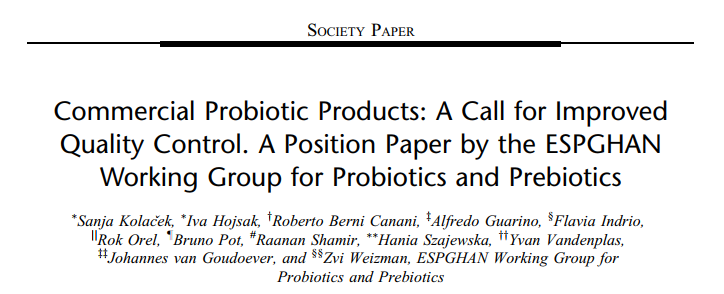 SOCIETY PAPER
Commercial Probiotic Products: A Call for Improved
Quality Control. A Position Paper by the ESPGHAN
Working Group for Probiotics and Prebiotics
*Sanja Kolaček, *Iva Hojsak, †Roberto Berni Canani, ‡Alfredo Guarino, §Flavia Indrio,
||Rok Orel, ¶Bruno Pot, #Raanan Shamir, **Hania Szajewska, ††Yvan Vandenplas,
‡‡Johannes van Goudoever, and §§Zvi Weizman, ESPGHAN Working Group for
Probiotics and Prebiotics